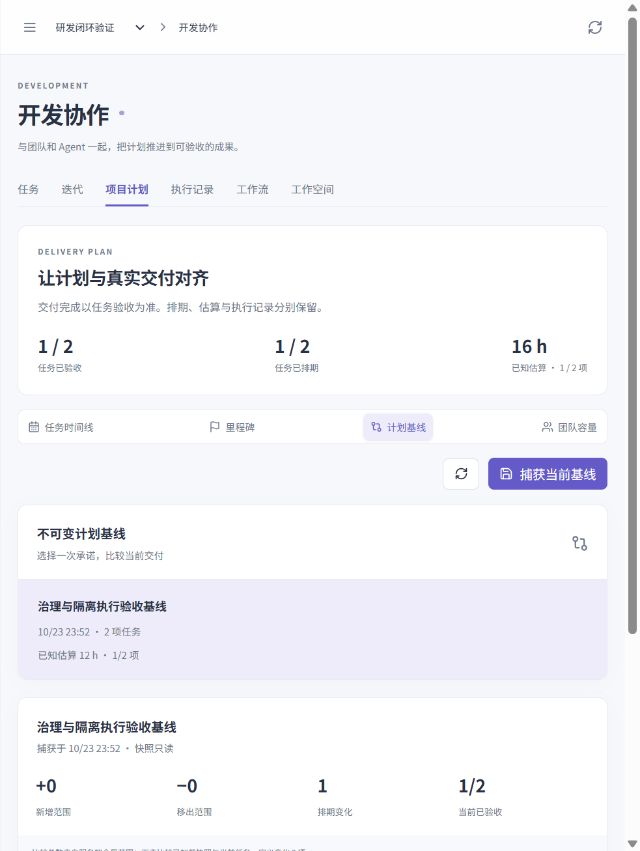 研发闭环验证 开发协作
DEVELOPMENT
开发协作
与团队和 Agent 一起，把计划推进到可验收的成果。
任务 迭代 项目计划 执行记录 工作流 工作空间
DELIVERY PLAN
让计划与真实交付对齐
交付完成以任务验收为准。排期、估算与执行记录分别保留。
1 / 2 1 / 2 16 h
任务已验收 任务已排期 已知估算 · 1 / 2 项
任务时间线 里程碑 计划基线 团队容量
捕获当前基线
不可变计划基线
选择一次承诺，比较当前交付
治理与隔离执行验收基线
10/23 23:52 · 2 项任务
已知估算 12 h · 1/2 项
治理与隔离执行验收基线
捕获于 10/23 23:52 · 快照只读
+0 −0 1 1/2
新增范围 移出范围 排期变化 当前已验收